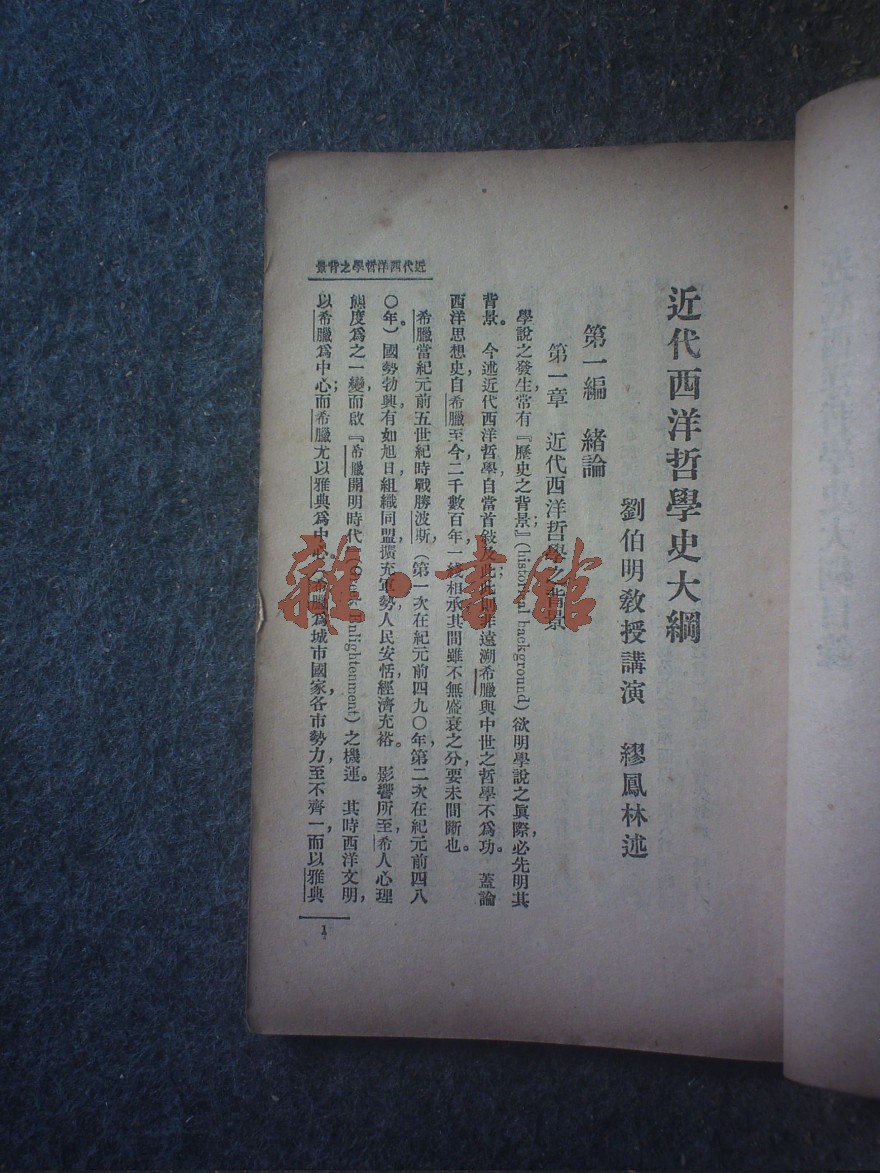 近代西洋哲學史大綱
劉伯明教授講演 繆鳳林述
第一編 緒論
第一章 近代西洋哲學之背景
學說之發生常有『歷史之背景』(historical background)欲明學說之眞際,必先明其
背景。今述近代西洋哲學,自當首敍及此;此則非遠溯希臘與中世之哲學不爲功。蓋論
西洋思想史,自希臘至今二千數百年,一綫相承,其間雖不無盛衰之分,要未間斷也。
希臘當紀元前五世紀時,戰勝波斯,(第一次在紀元前四九〇年,第二次在紀元前四八
〇年)國勢勃興,有如旭日,組織同盟,擴充軍勢,人民安恬,經濟充裕。影響所至,希人心理
態度爲之一變,而啟『希臘開明時代』(Greek Enlightenment)之機運。其時西洋文明,
以希臘爲中心;而希臘尤以雅典爲中心。(希臘爲城市國家,各市勢力,至不齊一,而以雅典
近代西洋哲學之背景
1
雜·書館